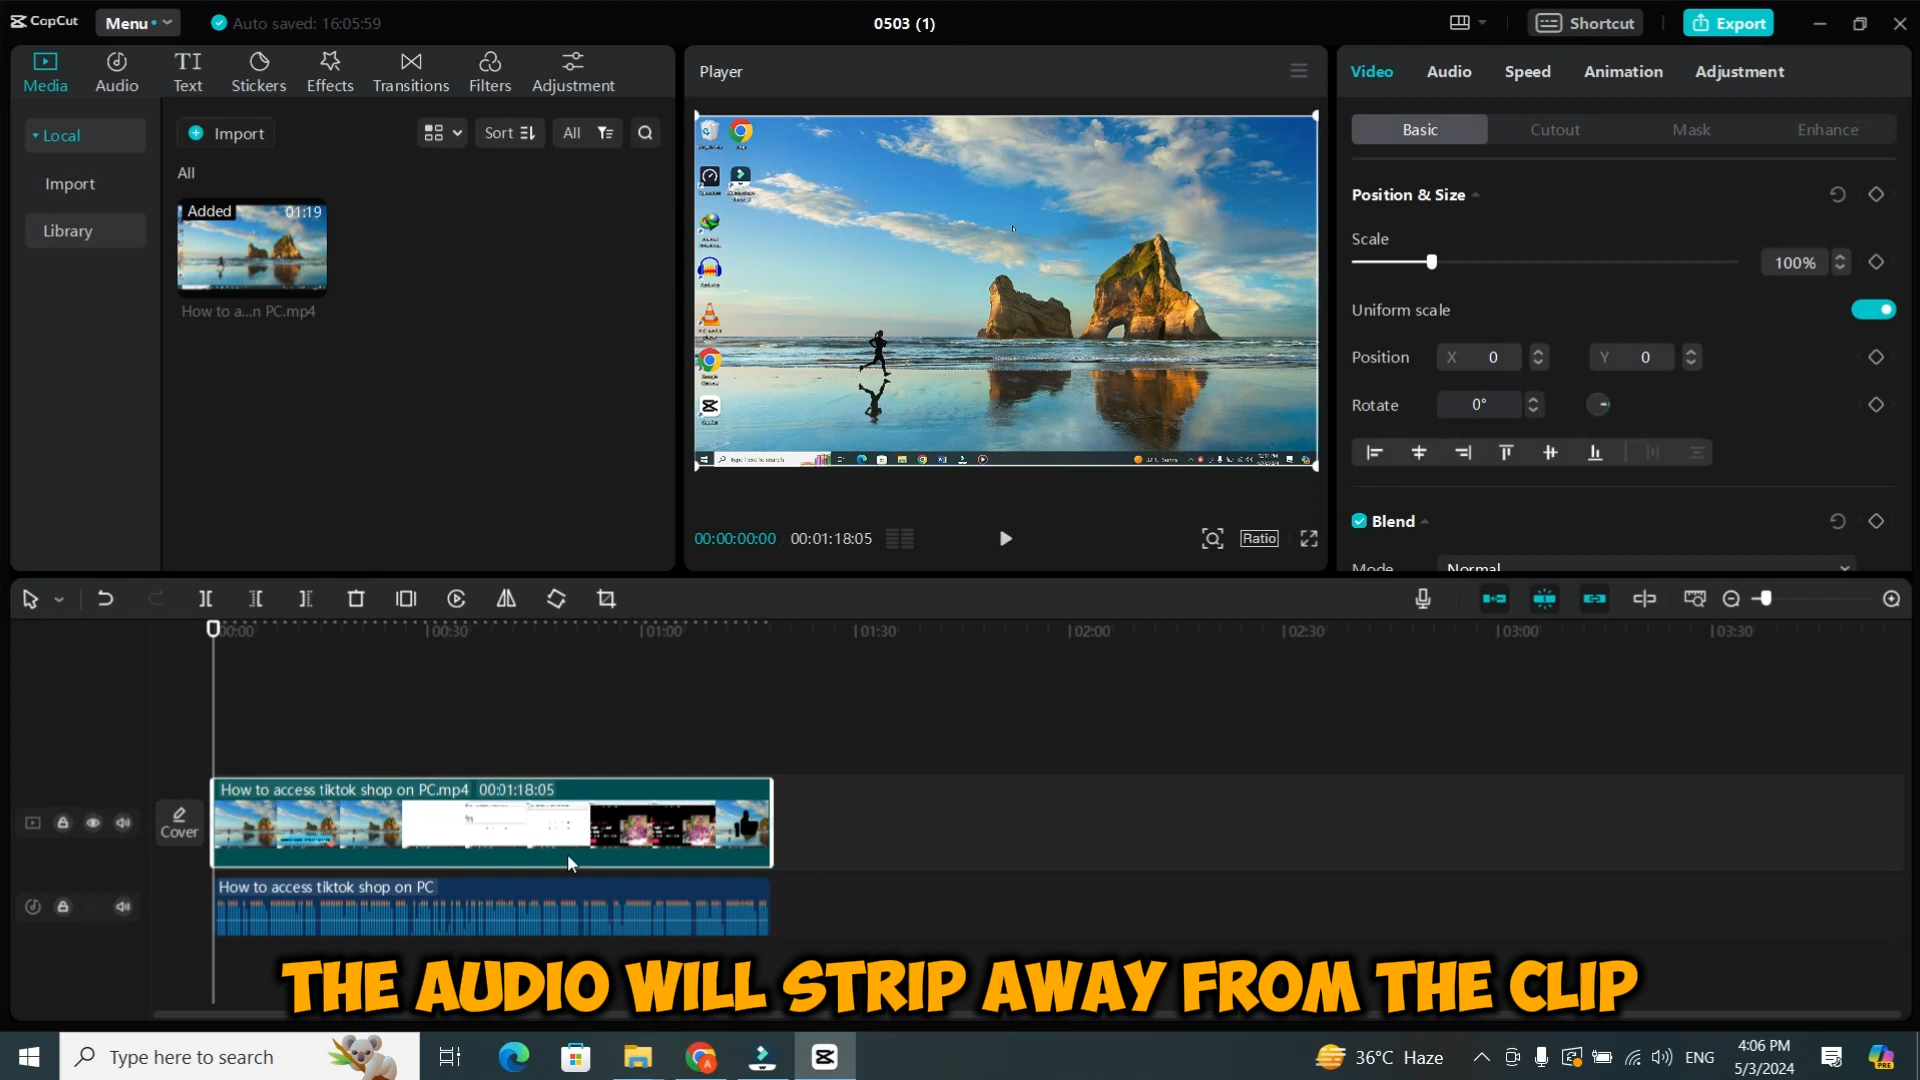 CapCut
Menu
Auto saved: 16:05:59
0503 (1)
Shortcut
Export
Media
Audio
Text
Stickers
Effects
Transitions
Filters
Adjustment
Local
Import
Library
Import
Sort
All
All
Added
01:19
How to a...n PC.mp4
Player
Type here to search
00:00:00:00
00:01:18:05
Ratio
Video
Audio
Speed
Animation
Adjustment
Basic
Cutout
Mask
Enhance
Position & Size
Scale
100%
Uniform scale
Position
X 0
Y 0
Rotate
0°
Blend
Mode
Normal
00:00
00:30
01:00
01:30
02:00
02:30
03:00
03:30
Cover
How to access tiktok shop on PC.mp4 00:01:18:05
How to access tiktok shop on PC
THE AUDIO WILL STRIP AWAY FROM THE CLIP
Type here to search
36°C Haze
ENG
4:06 PM
5/3/2024
PRE